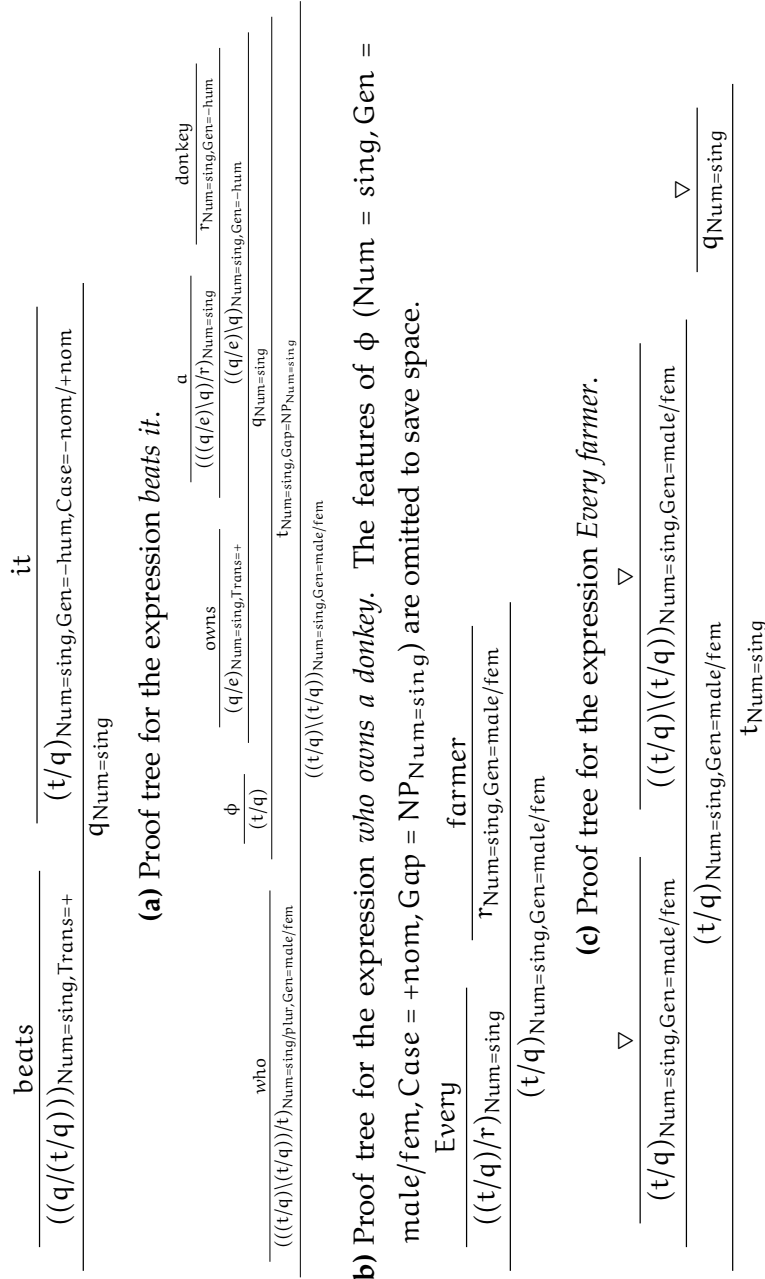 beats it
((q/(t/q)))Num=sing,Trans=+ (t/q)Num=sing,Gen=−hum,Case=−nom/+nom
qNum=sing
(a) Proof tree for the expression beats it.
a donkey
owns (((q/e)\q)/r)Num=sing rNum=sing,Gen=−hum
ϕ (q/e)Num=sing,Trans=+ ((q/e)\q)Num=sing,Gen=−hum
who (t/q) qNum=sing
(((t/q)\(t/q))/t)Num=sing/plur,Gen=male/fem tNum=sing,Gap=NPNum=sing
((t/q)\(t/q))Num=sing,Gen=male/fem
b) Proof tree for the expression who owns a donkey. The features of ϕ (Num = sing, Gen =
male/fem, Case = +nom, Gap = NPNum=sing) are omitted to save space.
Every farmer
((t/q)/r)Num=sing rNum=sing,Gen=male/fem
(t/q)Num=sing,Gen=male/fem
(c) Proof tree for the expression Every farmer.
▽ ▽
(t/q)Num=sing,Gen=male/fem ((t/q)\(t/q))Num=sing,Gen=male/fem ▽
(t/q)Num=sing,Gen=male/fem qNum=sing
tNum=sing